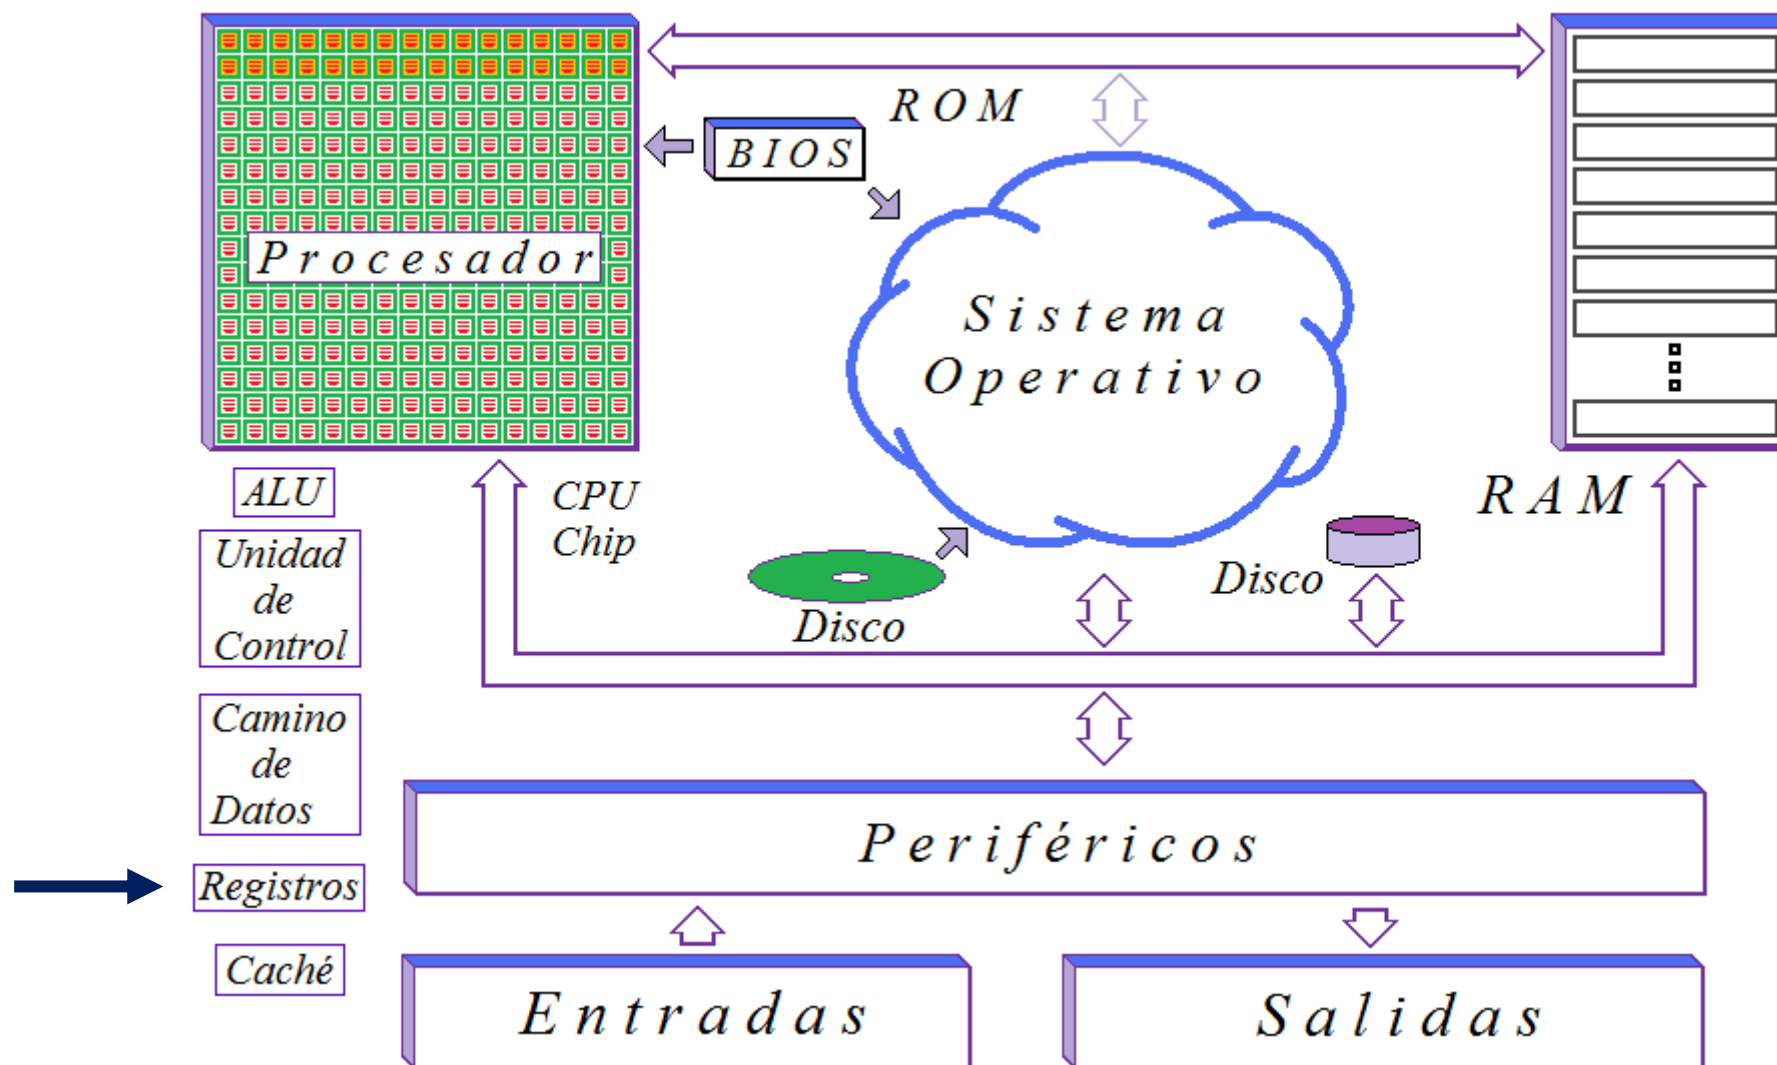 ROM
BIOS
Procesador
Sistema
Operativo
ALU
CPU
Chip
RAM
Unidad
de
Control
Disco
Disco
Camino
de
Datos
Periféricos
Registros
Caché
Entradas
Salidas